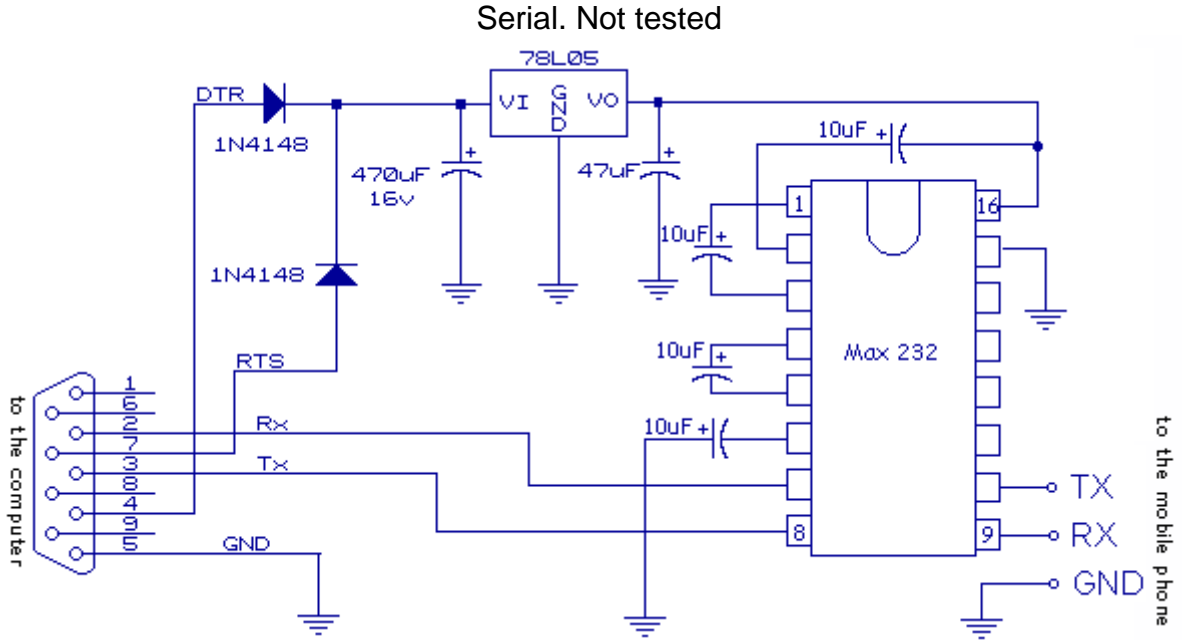 Serial. Not tested
78L05
DTR
VI
GND
VO
10uF +
1N4148
+
470uF
16v
+
47uF
1
16
10uF +
1N4148
10uF +
Max 232
RTS
1
6
2
Rx
10uF +
7
3
Tx
8
TX
4
9
8
9
RX
5
GND
GND
to the computer
to the mobile phone